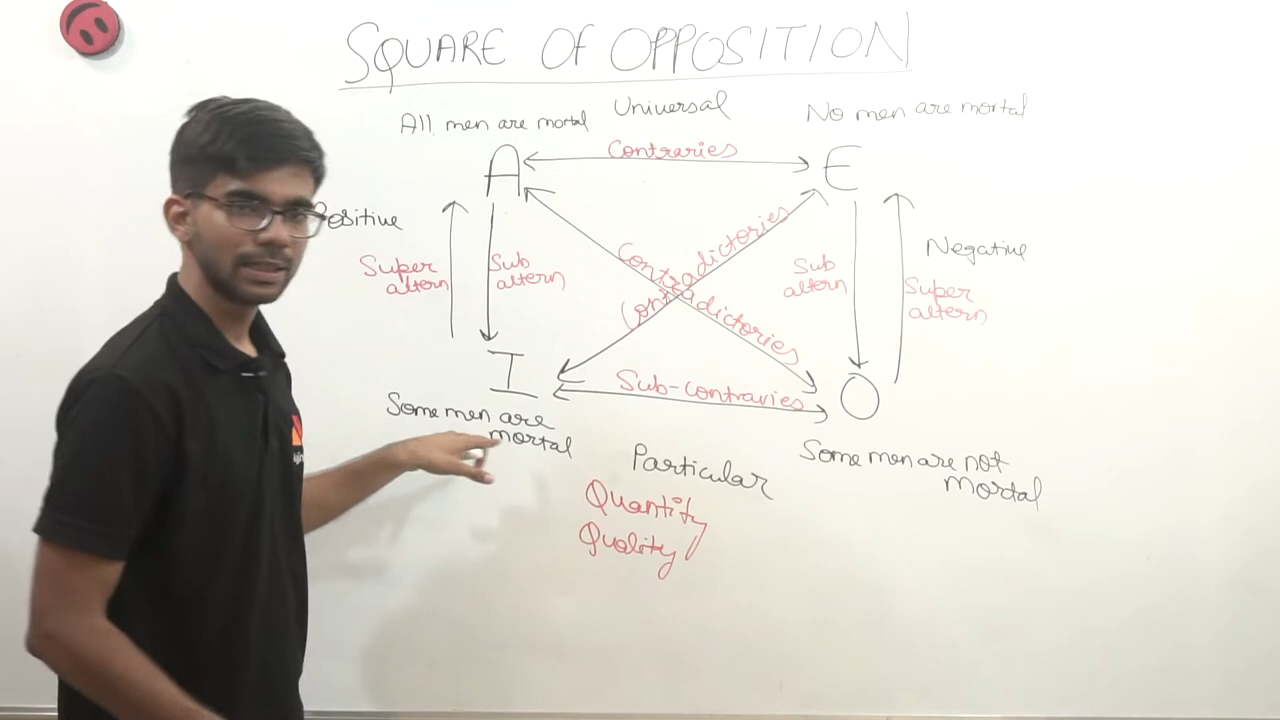 SQUARE OF OPPOSITION
Universal
All men are mortal
No men are mortal
Contraries
A
E
Positive
Negative
Super
altern
Sub
altern
Contradictories
Contradictories
Sub
altern
Super
altern
I
Sub-contraries
O
Some men are
mortal
Particular
Some men are not
mortal
Quantity
Quality